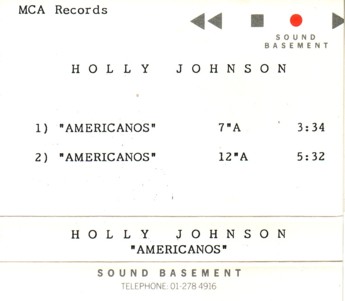 MCA Records
SOUND
BASEMENT
HOLLY JOHNSON
1) "AMERICANOS" 7"A 3:34
2) "AMERICANOS" 12"A 5:32
HOLLY JOHNSON
"AMERICANOS"
SOUND BASEMENT
TELEPHONE: 01-278 4916